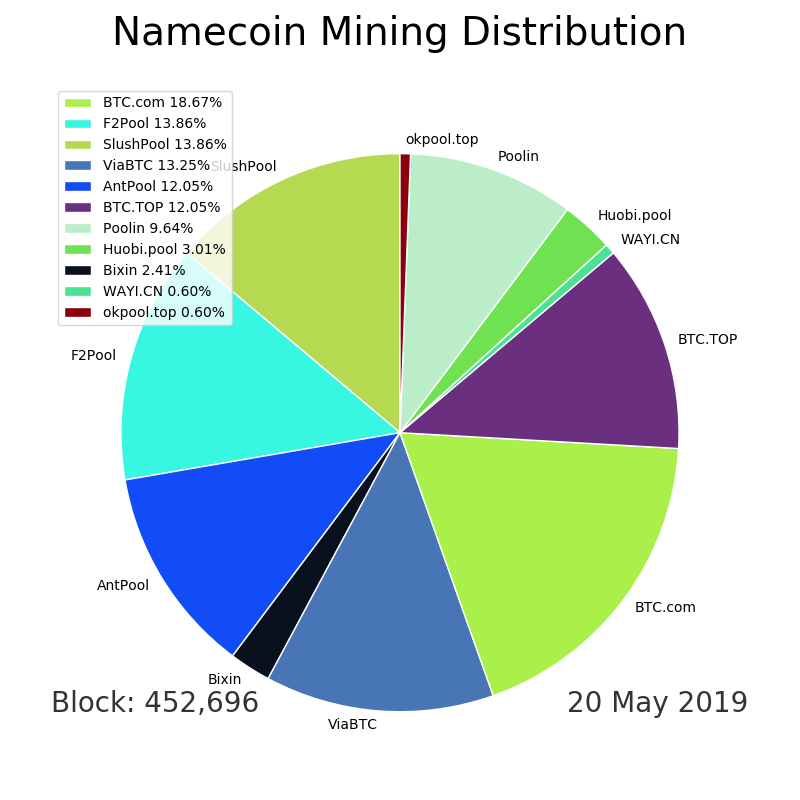 Namecoin Mining Distribution
BTC.com 18.67%
F2Pool 13.86%
SlushPool 13.86%
ViaBTC 13.25%
AntPool 12.05%
BTC.TOP 12.05%
Poolin 9.64%
Huobi.pool 3.01%
Bixin 2.41%
WAYI.CN 0.60%
okpool.top 0.60%
okpool.top
Poolin
SlushPool
Huobi.pool
WAYI.CN
BTC.TOP
F2Pool
AntPool
BTC.com
Bixin
ViaBTC
Block: 452,696
20 May 2019